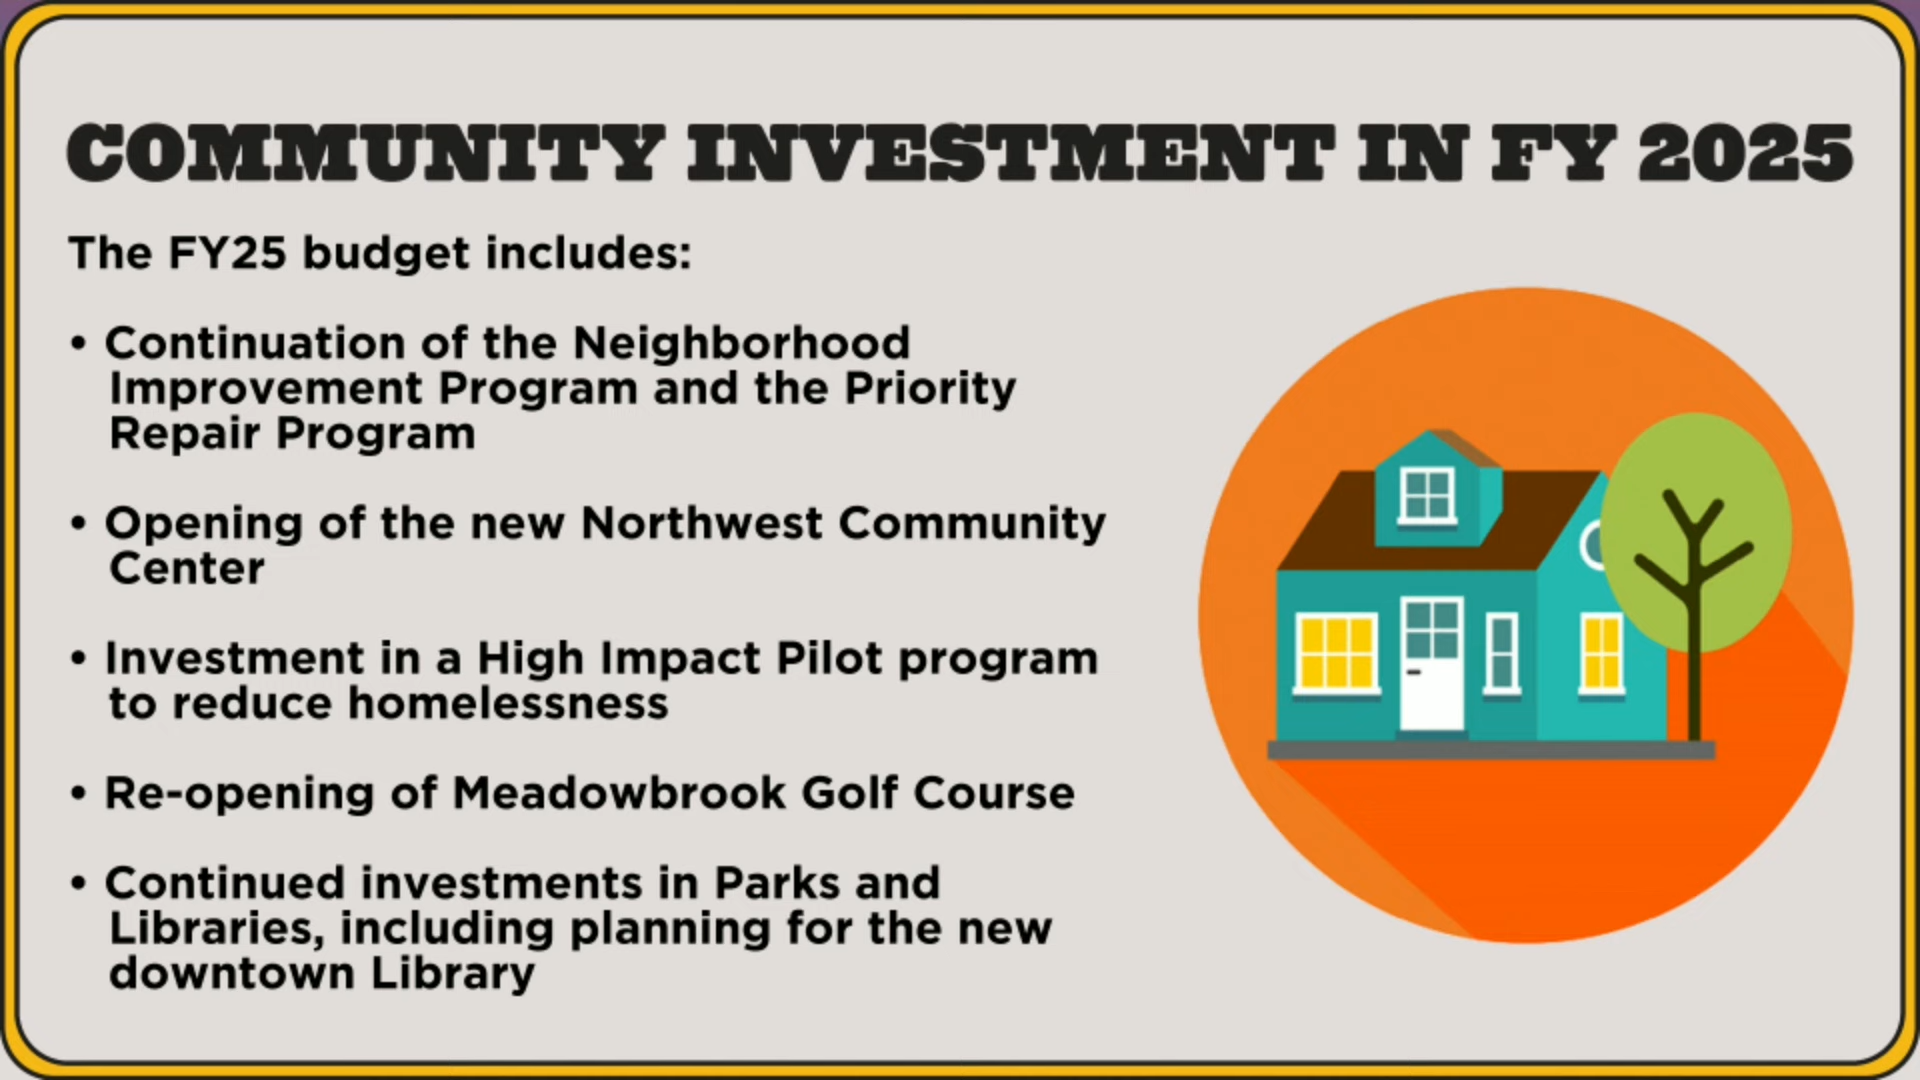 COMMUNITY INVESTMENT IN FY 2025
The FY25 budget includes:
• Continuation of the Neighborhood
Improvement Program and the Priority
Repair Program
• Opening of the new Northwest Community
Center
• Investment in a High Impact Pilot program
to reduce homelessness
• Re-opening of Meadowbrook Golf Course
• Continued investments in Parks and
Libraries, including planning for the new
downtown Library